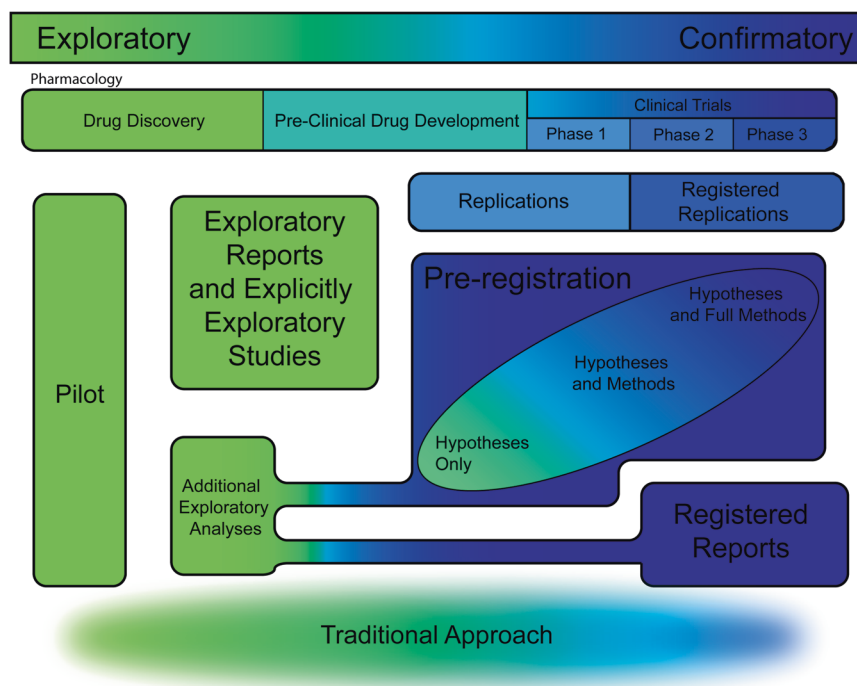 Exploratory
Confirmatory
Pharmacology
Drug Discovery
Pre-Clinical Drug Development
Clinical Trials
Phase 1
Phase 2
Phase 3
Replications
Registered
Replications
Pilot
Exploratory
Reports
and Explicitly
Exploratory
Studies
Pre-registration
Hypotheses
and Full Methods
Hypotheses
and Methods
Hypotheses
Only
Additional
Exploratory
Analyses
Registered
Reports
Traditional Approach